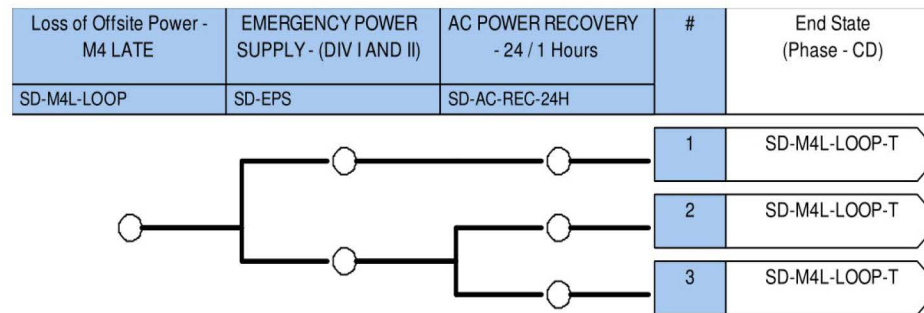 Loss of Offsite Power -
M4 LATE
EMERGENCY POWER
SUPPLY - (DIV I AND II)
AC POWER RECOVERY
- 24 / 1 Hours
#
End State
(Phase - CD)
SD-M4L-LOOP
SD-EPS
SD-AC-REC-24H
1
SD-M4L-LOOP-T
2
SD-M4L-LOOP-T
3
SD-M4L-LOOP-T